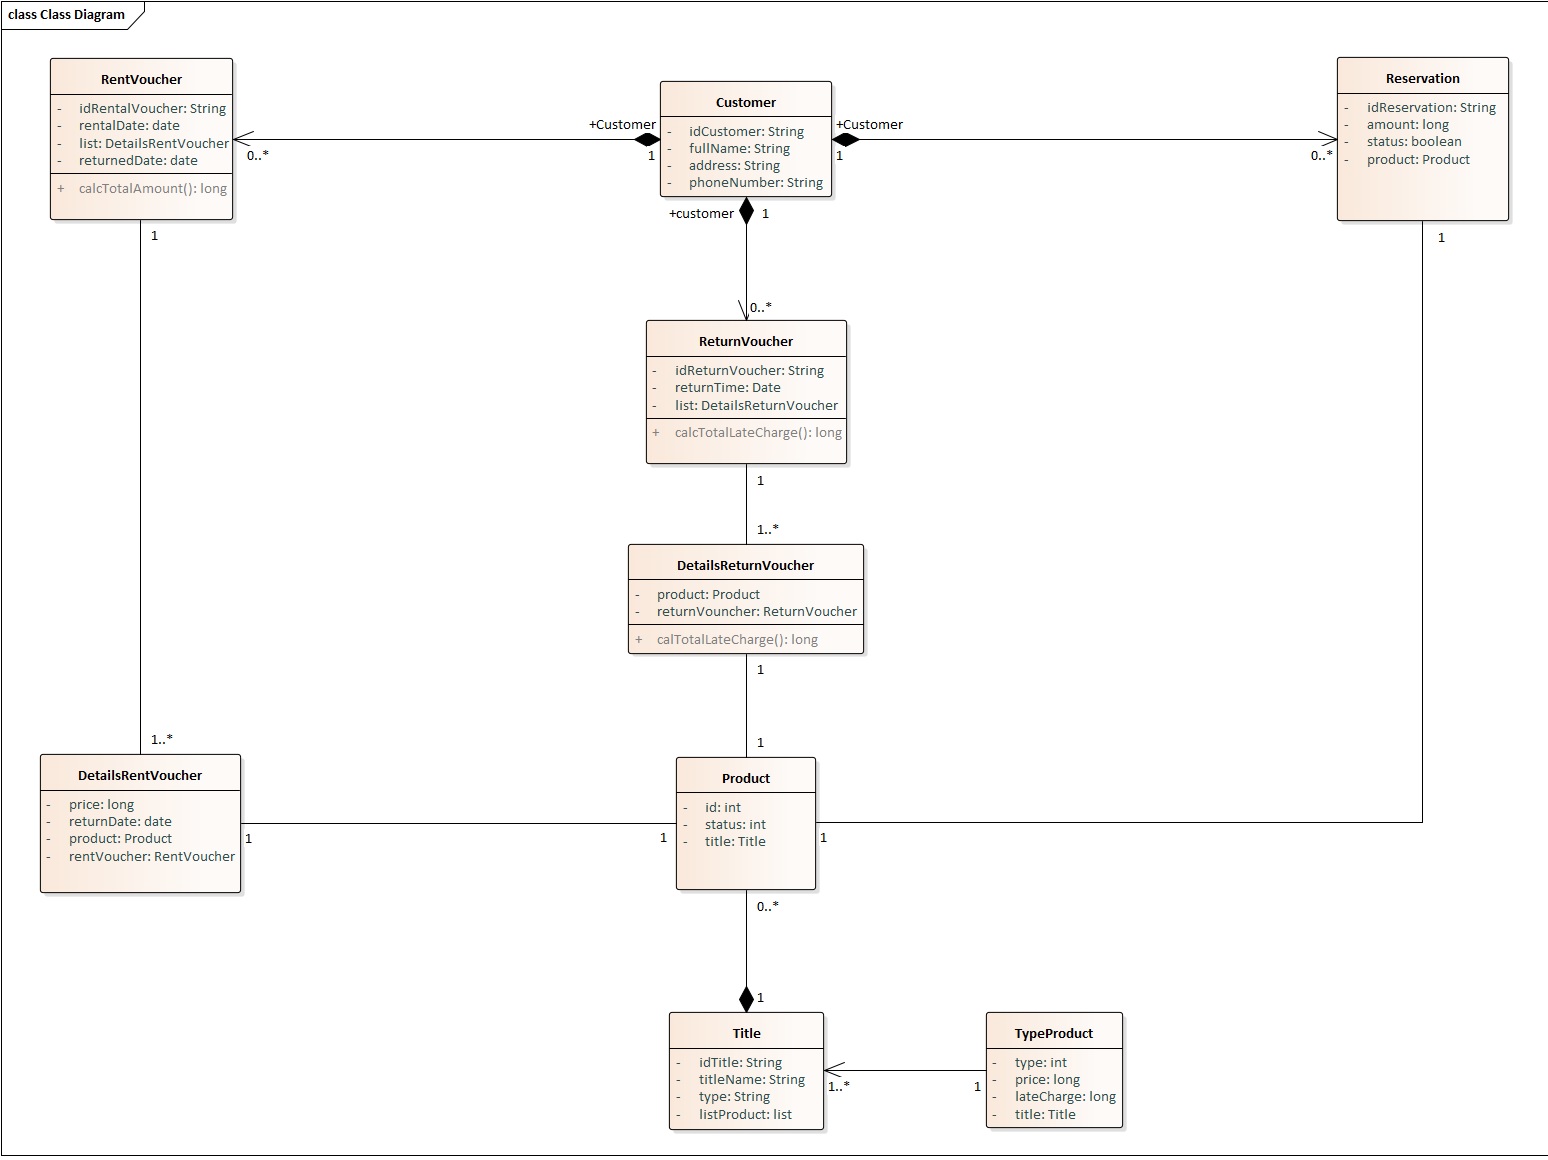 class Class Diagram
RentVoucher
- idRentalVoucher: String
- rentalDate: date
- list: DetailsRentVoucher
- returnedDate: date
+ calcTotalAmount(): long
Customer
- idCustomer: String
- fullName: String
- address: String
- phoneNumber: String
Reservation
- idReservation: String
- amount: long
- status: boolean
- product: Product
+Customer
1
0..*
+Customer
1
0..*
+customer
1
0..*
1
1
ReturnVoucher
- idReturnVoucher: String
- returnTime: Date
- list: DetailsReturnVoucher
+ calcTotalLateCharge(): long
1
1..*
DetailsReturnVoucher
- product: Product
- returnVouncher: ReturnVoucher
+ calTotalLateCharge(): long
1
1
1..*
DetailsRentVoucher
- price: long
- returnDate: date
- product: Product
- rentVoucher: RentVoucher
1
1
Product
- id: int
- status: int
- title: Title
1
0..*
1
Title
- idTitle: String
- titleName: String
- type: String
- listProduct: list
1..*
1
TypeProduct
- type: int
- price: long
- lateCharge: long
- title: Title